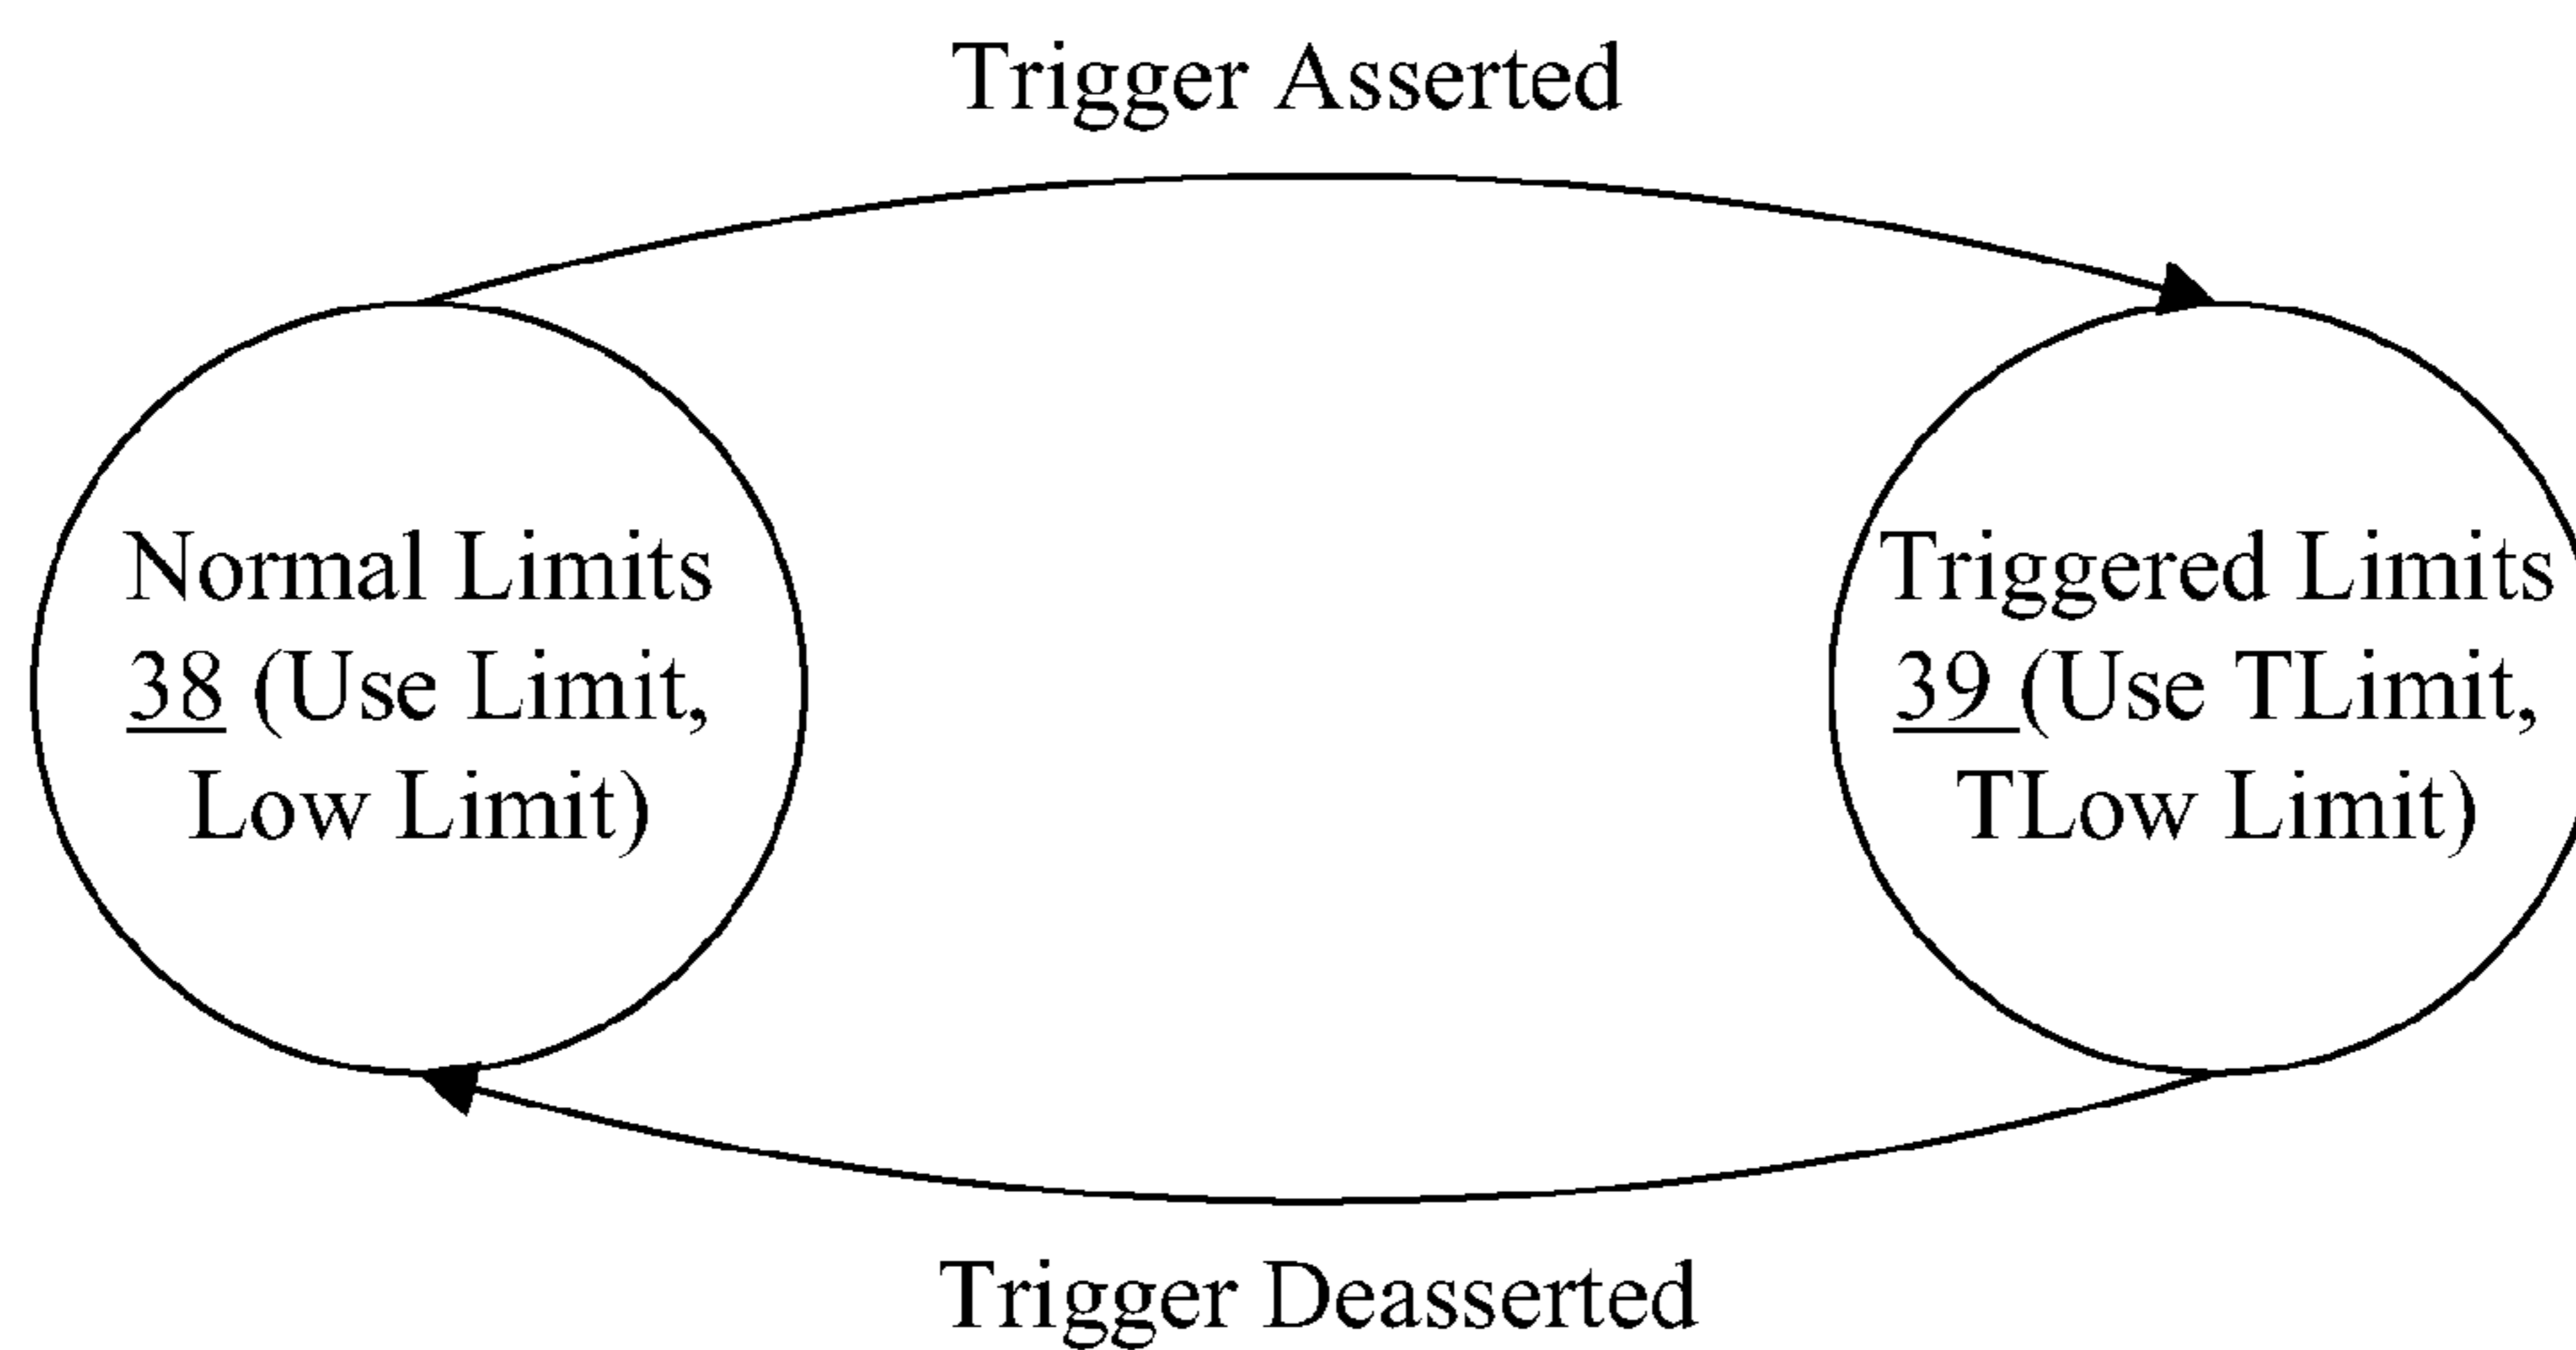 Trigger Asserted
Normal Limits
38 (Use Limit,
Low Limit)
Triggered Limits
39 (Use TLimit,
TLow Limit)
Trigger Deasserted